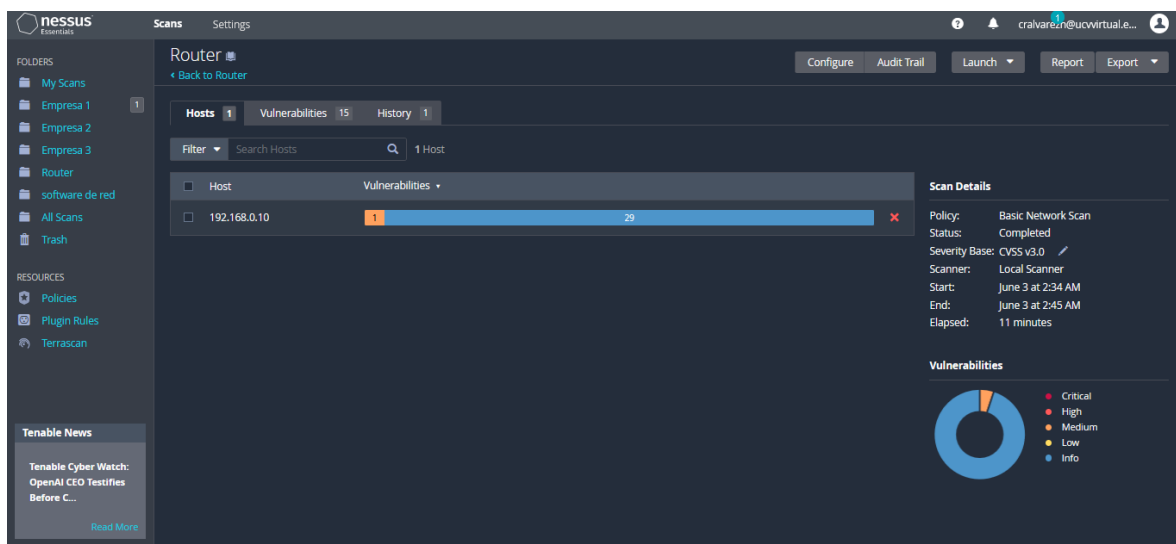 nessus
Essentials
Scans Settings
1
cralvarezn@ucvvirtual.e...
FOLDERS
My Scans
Empresa 1 1
Empresa 2
Empresa 3
Router
software de red
All Scans
Trash
RESOURCES
Policies
Plugin Rules
Terrascan
Tenable News
Tenable Cyber Watch:
OpenAI CEO Testifies
Before C...
Read More
Router
Back to Router
Configure Audit Trail Launch Report Export
Hosts 1 Vulnerabilities 15 History 1
Filter Search Hosts 1 Host
Host Vulnerabilities
192.168.0.10 1 29
Scan Details
Policy: Basic Network Scan
Status: Completed
Severity Base: CVSS v3.0
Scanner: Local Scanner
Start: June 3 at 2:34 AM
End: June 3 at 2:45 AM
Elapsed: 11 minutes
Vulnerabilities
Critical
High
Medium
Low
Info